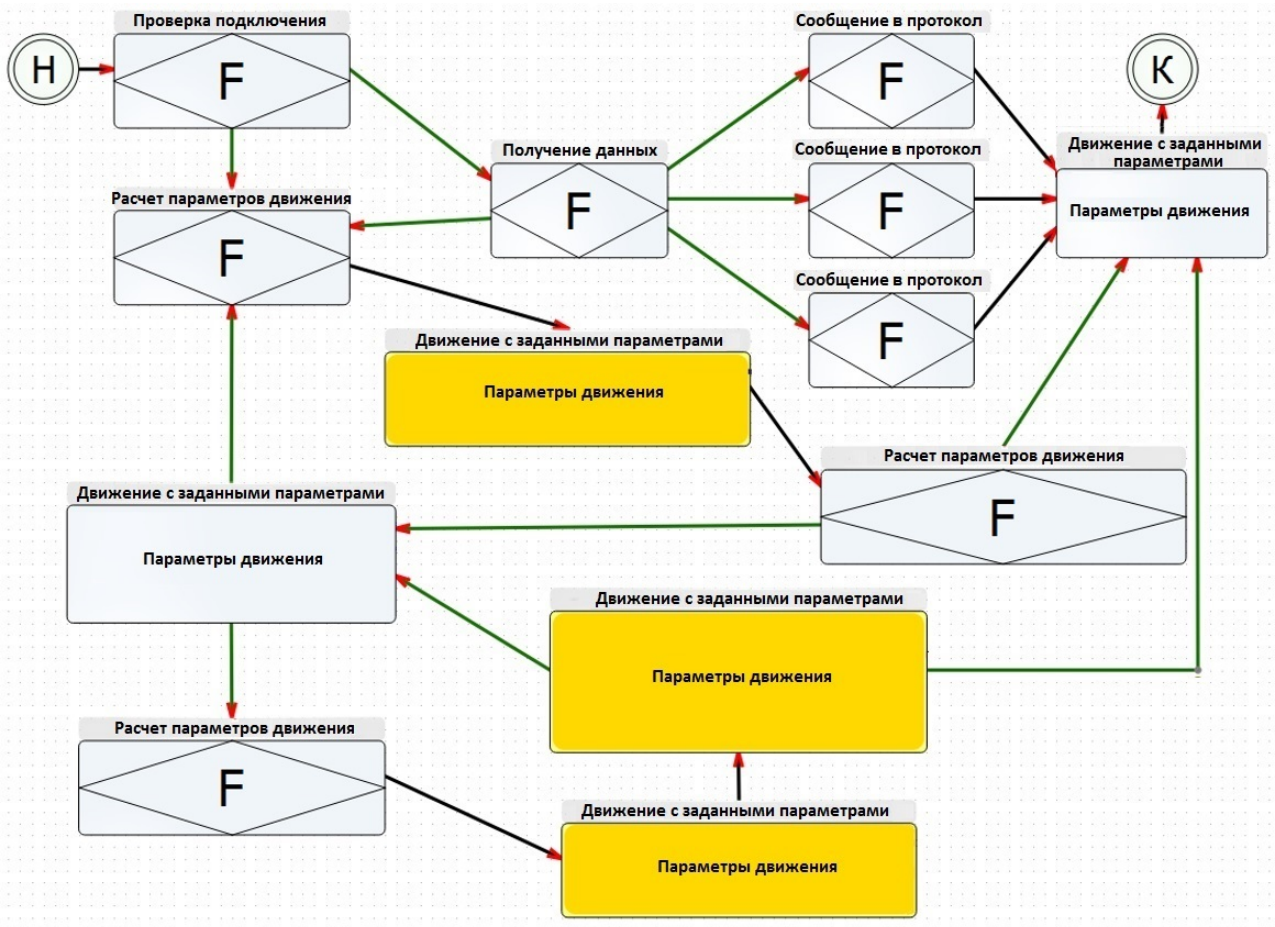 Проверка подключения
Н
F
Сообщение в протокол
F
К
Получение данных
F
Сообщение в протокол
F
Движение с заданными
параметрами
Параметры движения
Расчет параметров движения
F
Сообщение в протокол
F
Движение с заданными параметрами
Параметры движения
Расчет параметров движения
F
Движение с заданными параметрами
Параметры движения
Движение с заданными параметрами
Параметры движения
Расчет параметров движения
F
Движение с заданными параметрами
Параметры движения